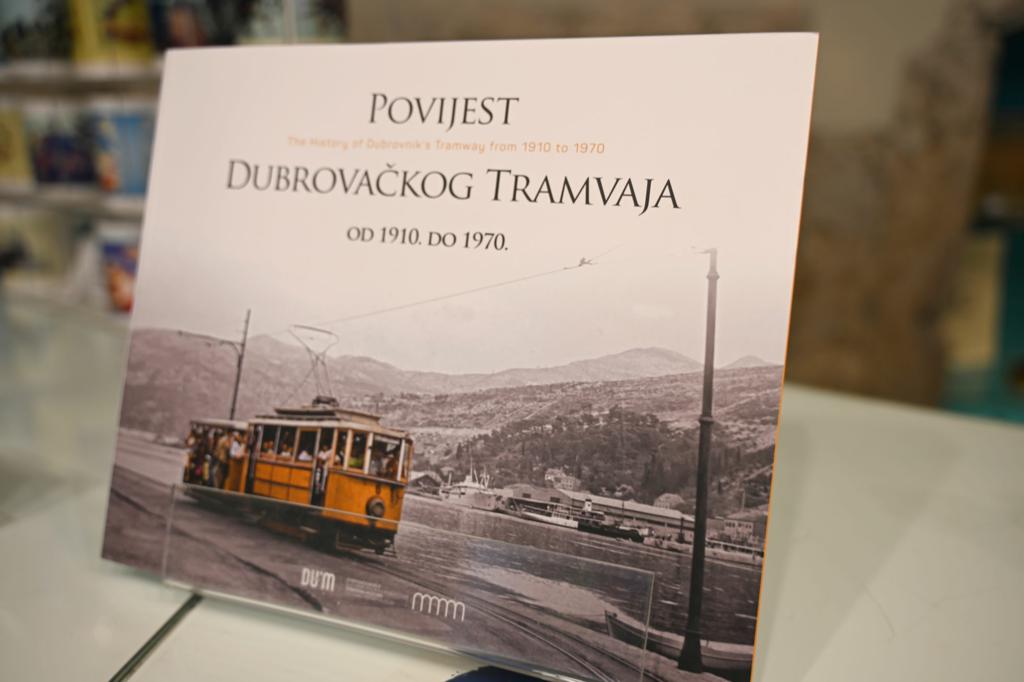 POVIJEST
The History of Dubrovnik's Tramway from 1910 to 1970
DUBROVAČKOG TRAMVAJA
OD 1910. DO 1970.
DU'M